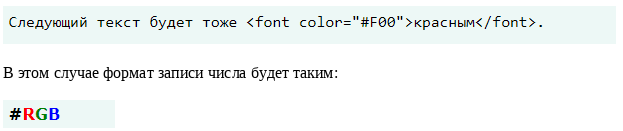 Следующий текст будет тоже <font color="#F00">красным</font>.
В этом случае формат записи числа будет таким:
#RGB